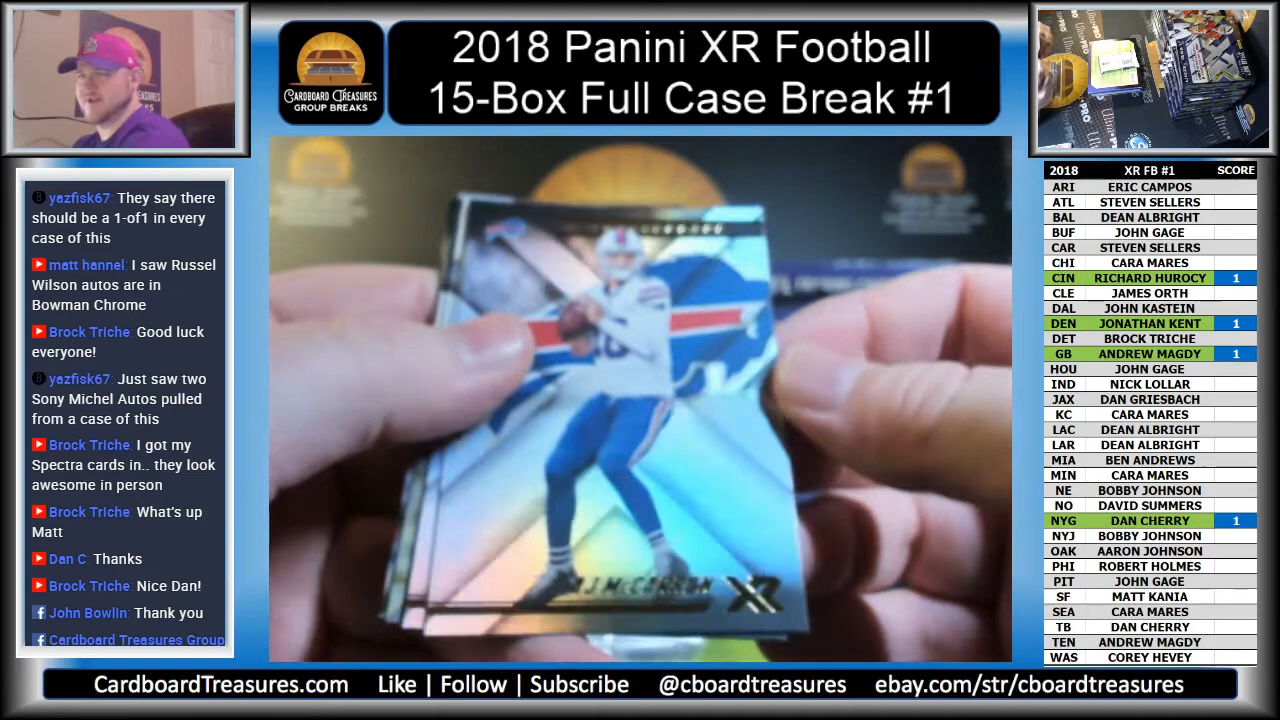 CARDBOARD TREASURES
GROUP BREAKS
2018 Panini XR Football
15-Box Full Case Break #1
yazfisk67: They say there
should be a 1-of1 in every
case of this
matt hannel: I saw Russel
Wilson autos are in
Bowman Chrome
Brock Triche: Good luck
everyone!
yazfisk67: Just saw two
Sony Michel Autos pulled
from a case of this
Brock Triche: I got my
Spectra cards in.. they look
awesome in person
Brock Triche: What's up
Matt
Dan C: Thanks
Brock Triche: Nice Dan!
John Bowlin: Thank you
Cardboard Treasures Group
XR
2018 XR FB #1 SCORE
ARI ERIC CAMPOS
ATL STEVEN SELLERS
BAL DEAN ALBRIGHT
BUF JOHN GAGE
CAR STEVEN SELLERS
CHI CARA MARES
CIN RICHARD HUROCY 1
CLE JAMES ORTH
DAL JOHN KASTEIN
DEN JONATHAN KENT 1
DET BROCK TRICHE
GB ANDREW MAGDY 1
HOU JOHN GAGE
IND NICK LOLLAR
JAX DAN GRIESBACH
KC CARA MARES
LAC DEAN ALBRIGHT
LAR DEAN ALBRIGHT
MIA BEN ANDREWS
MIN CARA MARES
NE BOBBY JOHNSON
NO DAVID SUMMERS
NYG DAN CHERRY 1
NYJ BOBBY JOHNSON
OAK AARON JOHNSON
PHI ROBERT HOLMES
PIT JOHN GAGE
SF MATT KANIA
SEA CARA MARES
TB DAN CHERRY
TEN ANDREW MAGDY
WAS COREY HEVEY
CardboardTreasures.com Like | Follow | Subscribe @cboardtreasures ebay.com/str/cboardtreasures